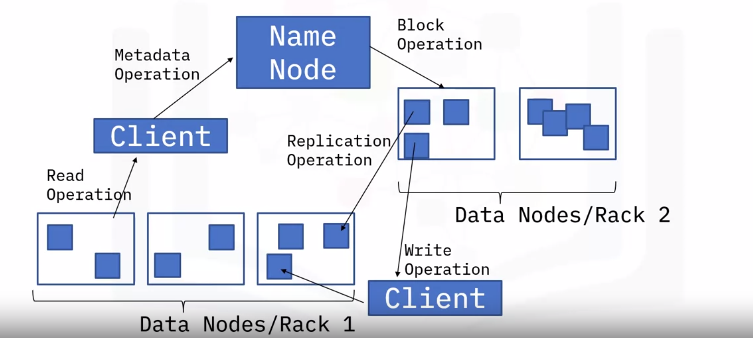 Name
Node
Block
Operation
Metadata
Operation
Client
Replication
Operation
Read
Operation
Data Nodes/Rack 2
Write
Operation
Client
Data Nodes/Rack 1